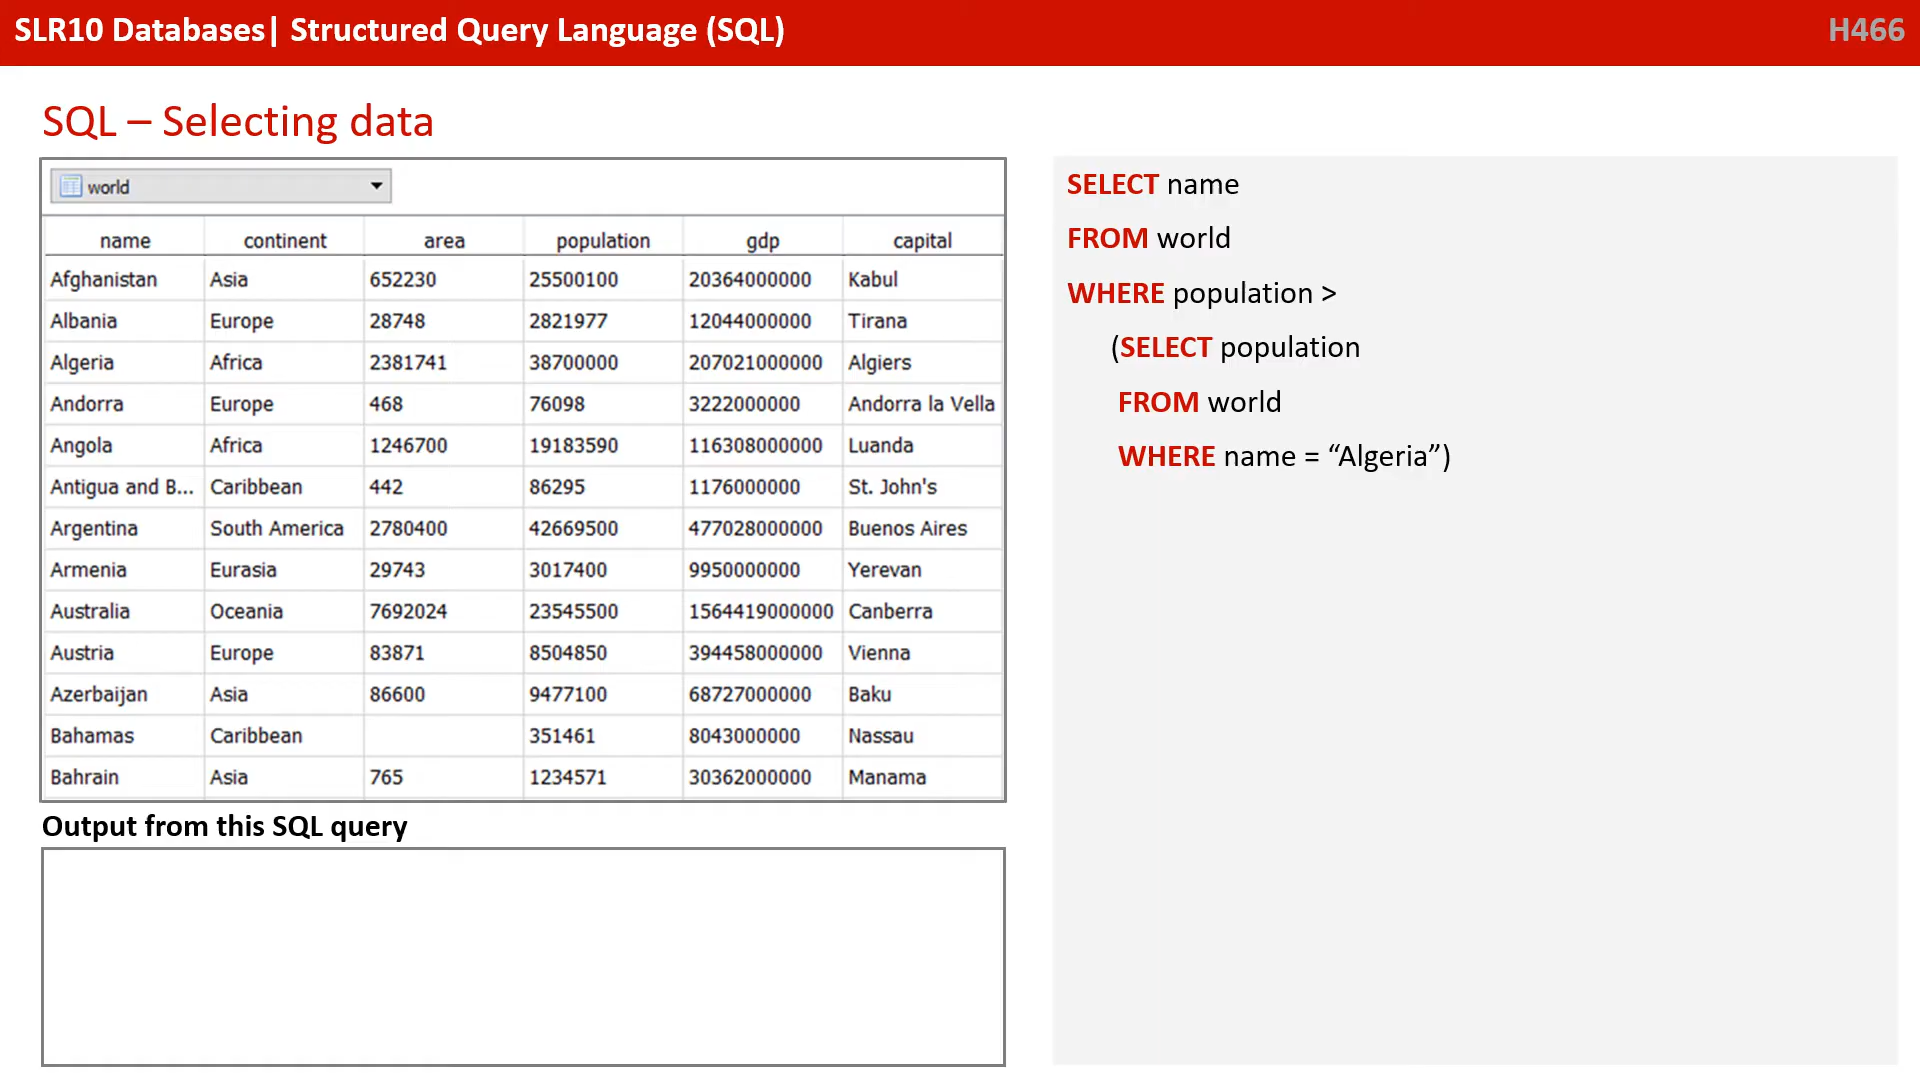 SLR10 Databases| Structured Query Language (SQL) H466
SQL – Selecting data
world
name continent area population gdp capital
Afghanistan Asia 652230 25500100 20364000000 Kabul
Albania Europe 28748 2821977 12044000000 Tirana
Algeria Africa 2381741 38700000 207021000000 Algiers
Andorra Europe 468 76098 3222000000 Andorra la Vella
Angola Africa 1246700 19183590 116308000000 Luanda
Antigua and B... Caribbean 442 86295 1176000000 St. John's
Argentina South America 2780400 42669500 477028000000 Buenos Aires
Armenia Eurasia 29743 3017400 9950000000 Yerevan
Australia Oceania 7692024 23545500 1564419000000 Canberra
Austria Europe 83871 8504850 394458000000 Vienna
Azerbaijan Asia 86600 9477100 68727000000 Baku
Bahamas Caribbean 351461 8043000000 Nassau
Bahrain Asia 765 1234571 30362000000 Manama
Output from this SQL query
SELECT name
FROM world
WHERE population >
(SELECT population
FROM world
WHERE name = “Algeria”)